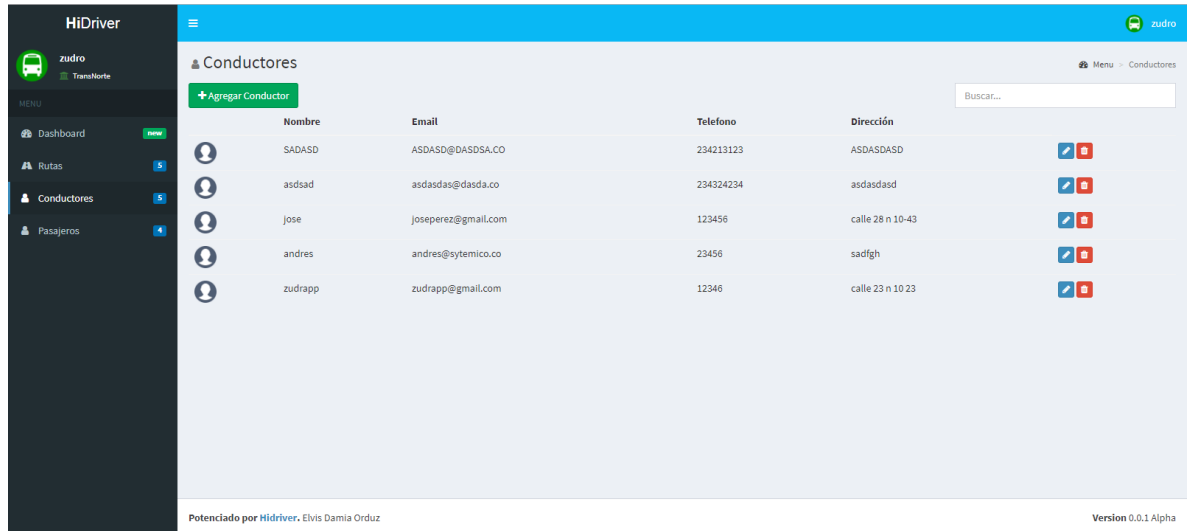 HiDriver
zudro
zudro
TransNorte
Conductores
Menu > Conductores
Agregar Conductor
Buscar...
MENU
Dashboard new
Rutas 5
Conductores 5
Pasajeros 4
Nombre Email Telefono Dirección
SADASD ASDASD@DASDSA.CO 234213123 ASDASDASD
asdsad asdasdas@dasda.co 234324234 asdasdasd
jose joseperez@gmail.com 123456 calle 28 n 10-43
andres andres@sytemico.co 23456 sadfgh
zudrapp zudrapp@gmail.com 12346 calle 23 n 10 23
Potenciado por Hidriver. Elvis Damia Orduz
Version 0.0.1 Alpha